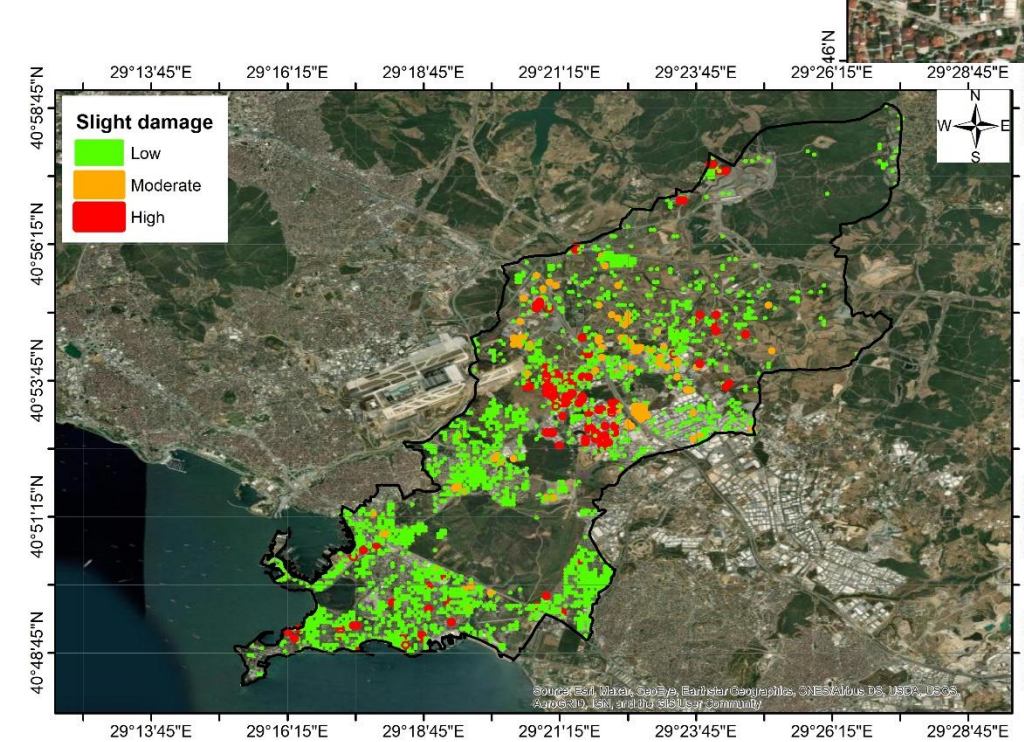 46'N
29°13'45"E 29°16'15"E 29°18'45"E 29°21'15"E 29°23'45"E 29°26'15"E 29°28'45"E
40°58'45"N
40°56'15"N
40°53'45"N
40°51'15"N
40°48'45"N
Slight damage
Low
Moderate
High
N
W E
S
Source: Esri, Maxar, GeoEye, Earthstar Geographics, CNES/Airbus DS, USDA, USGS,
AeroGRID, IGN, and the GIS User Community
29°13'45"E 29°16'15"E 29°18'45"E 29°21'15"E 29°23'45"E 29°26'15"E 29°28'45"E